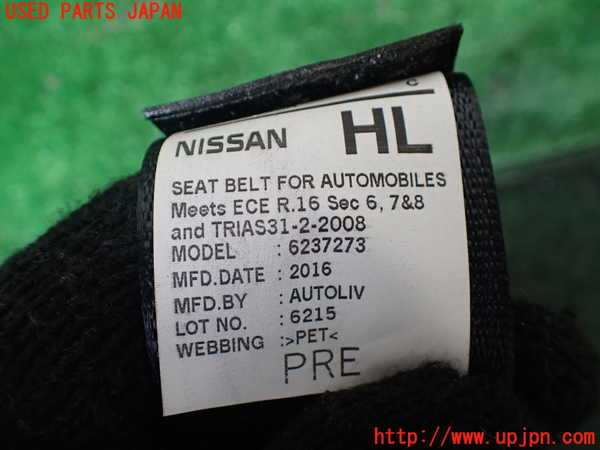 USED PARTS JAPAN
C
NISSAN HL
SEAT BELT FOR AUTOMOBILES
Meets ECE R.16 Sec 6, 7&8
and TRIAS31-2-2008
MODEL : 6237273
MFD.DATE : 2016
MFD.BY : AUTOLIV
LOT NO. : 6215
WEBBING :>PET<
PRE
http://www.upjpn.com/